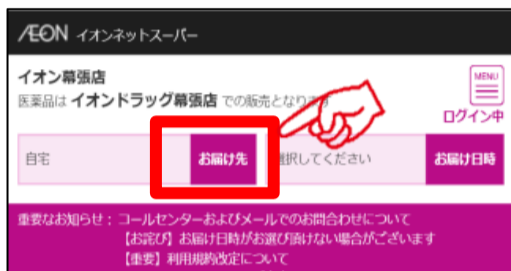 ÆON イオンネットスーパー
イオン幕張店
医薬品は イオンドラッグ幕張店 での販売となります
MENU
ログイン中
自宅
お届け先
選択してください
お届け日時
重要なお知らせ： コールセンターおよびメールでのお問合わせについて
【お詫び】お届け日時がお選び頂けない場合がございます
【重要】利用規約改定について